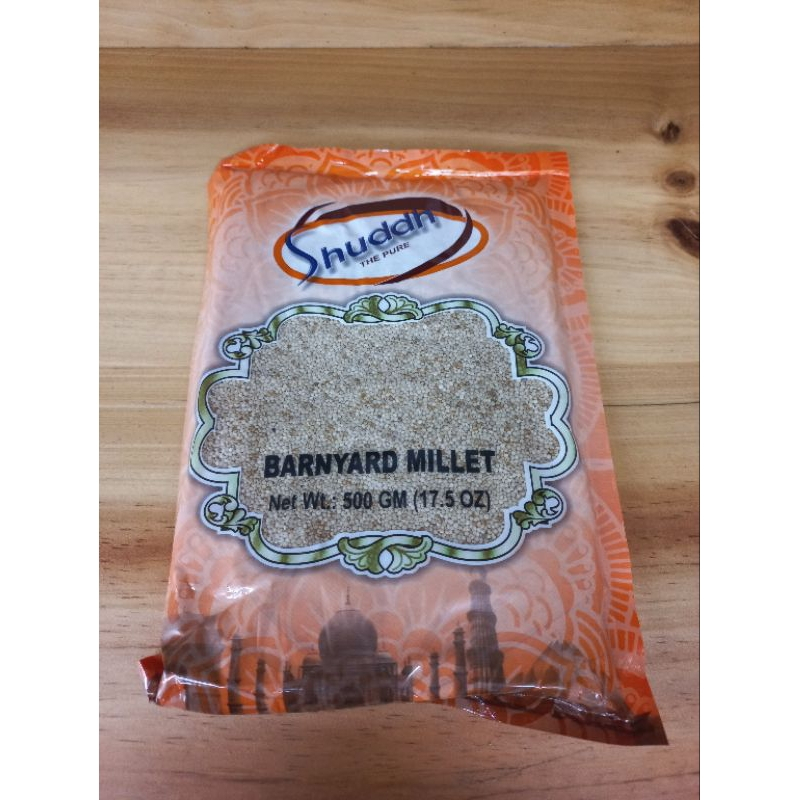 Shuddh
THE PURE
BARNYARD MILLET
Net Wt.: 500 GM (17.5 OZ)